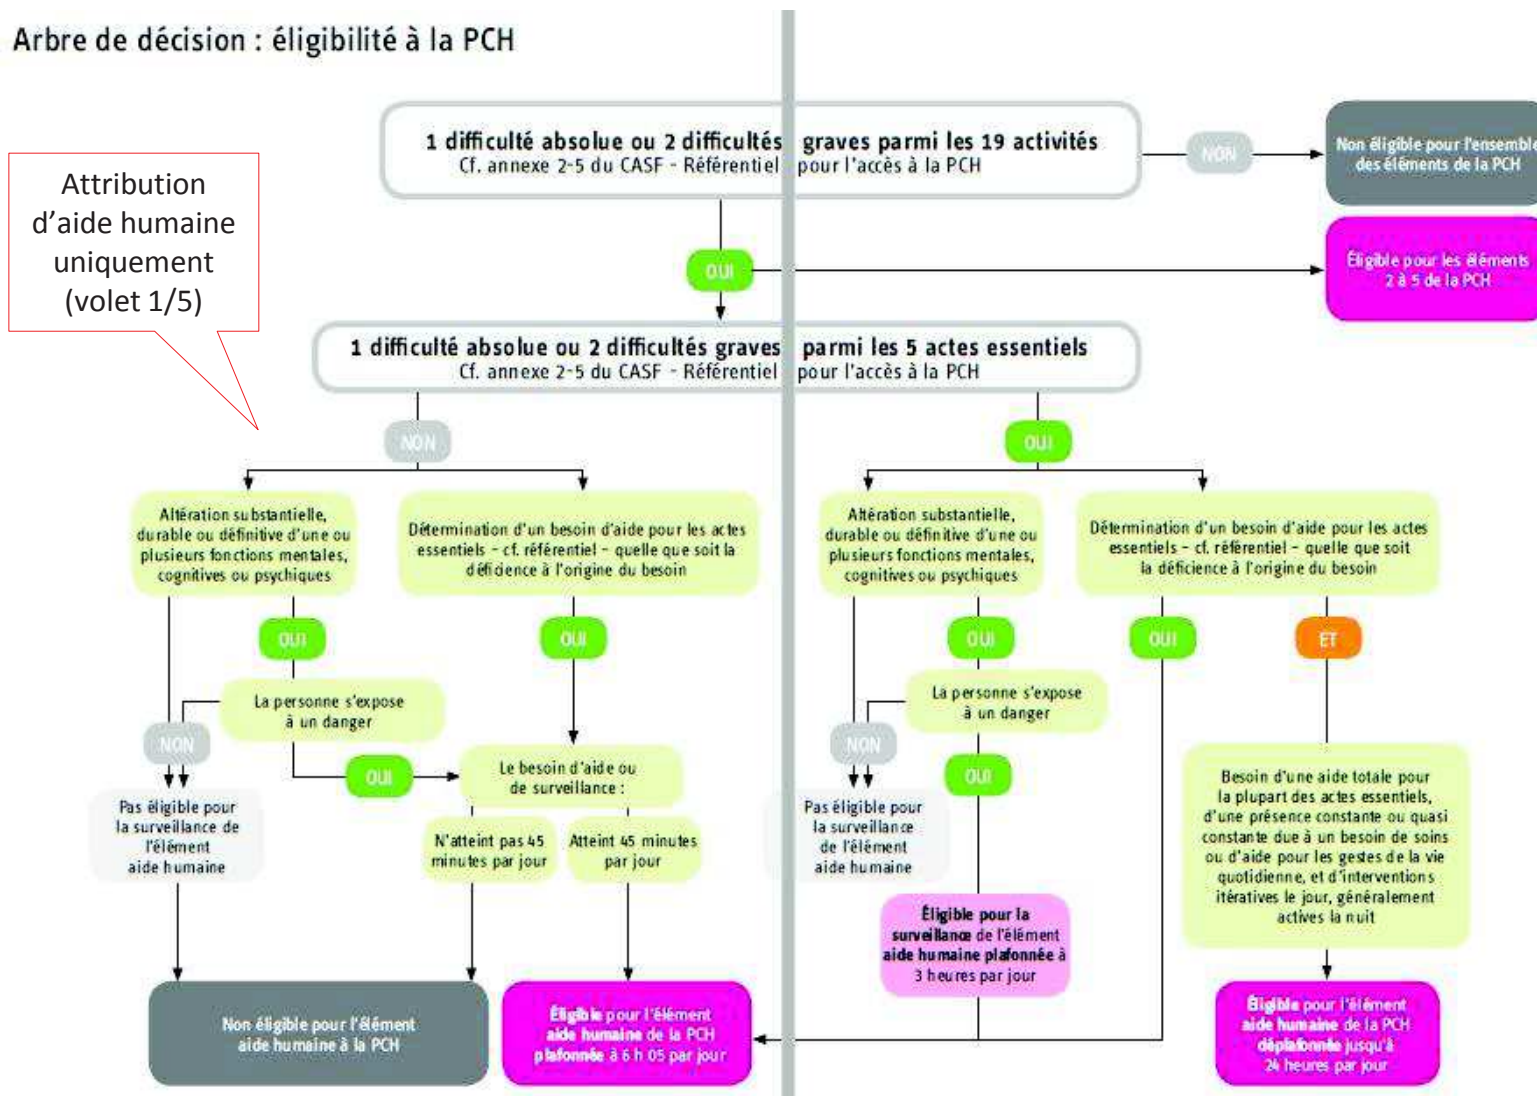 Arbre de décision : éligibilité à la PCH
1 difficulté absolue ou 2 difficultés graves parmi les 19 activités
Cf. annexe 2-5 du CASF - Référentiel pour l'accès à la PCH
NON
Non éligible pour l'ensemble
des éléments de la PCH
Attribution
d'aide humaine
uniquement
(volet 1/5)
OUI
Éligible pour les éléments
2 à 5 de la PCH
1 difficulté absolue ou 2 difficultés graves parmi les 5 actes essentiels
Cf. annexe 2-5 du CASF - Référentiel pour l'accès à la PCH
NON
Altération substantielle,
durable ou définitive d'une ou
plusieurs fonctions mentales,
cognitives ou psychiques
Détermination d'un besoin d'aide pour les actes
essentiels - cf. référentiel - quelle que soit la
déficience à l'origine du besoin
OUI
OUI
La personne s'expose
à un danger
NON
OUI
Le besoin d'aide ou
de surveillance :
Pas éligible pour
la surveillance de
l'élément
aide humaine
N'atteint pas 45
minutes par jour
Atteint 45 minutes
par jour
Non éligible pour l'élément
aide humaine à la PCH
Éligible pour l'élément
aide humaine de la PCH
plafonnée à 6 h 05 par jour
OUI
Altération substantielle,
durable ou définitive d'une ou
plusieurs fonctions mentales,
cognitives ou psychiques
Détermination d'un besoin d'aide pour les actes
essentiels - cf. référentiel - quelle que soit
la déficience à l'origine du besoin
OUI
OUI
ET
La personne s'expose
à un danger
NON
OUI
Pas éligible pour
la surveillance
de l'élément
aide humaine
Besoin d'une aide totale pour
la plupart des actes essentiels,
d'une présence constante ou quasi
constante due à un besoin de soins
ou d'aide pour les gestes de la vie
quotidienne, et d'interventions
itératives le jour, généralement
actives la nuit
Éligible pour la
surveillance de l'élément
aide humaine plafonnée à
3 heures par jour
Éligible pour l'élément
aide humaine de la PCH
déplafonnée jusqu'à
24 heures par jour